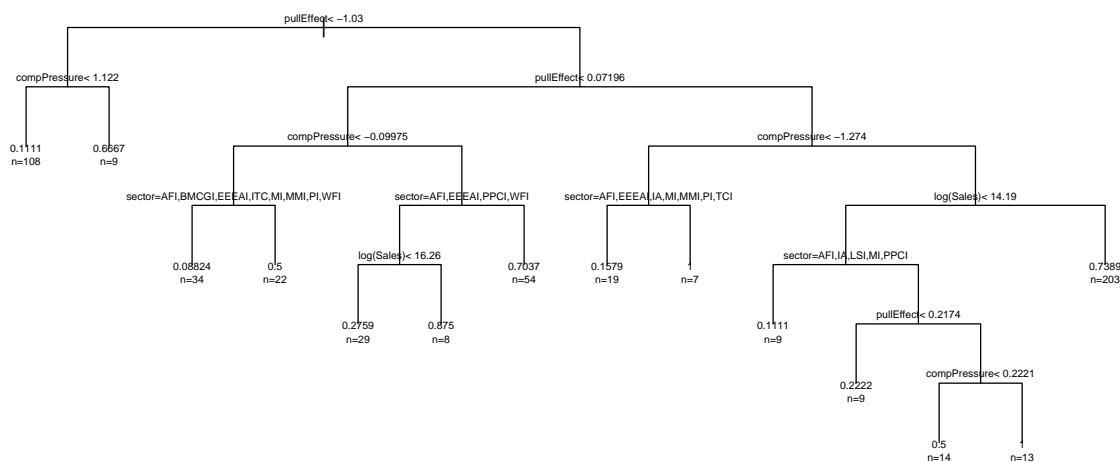 pullEffect< −1.03
compPressure< 1.122
pullEffect< 0.07196
0.1111
n=108
0.6667
n=9
compPressure< −0.09975
compPressure< −1.274
sector=AFI,BMCGI,EEEAI,ITC,MI,MMI,PI,WFI
sector=AFI,EEEAI,PPCI,WFI
sector=AFI,EEEAI,IA,MI,MMI,PI,TCI
log(Sales)< 14.19
0.08824
n=34
0.5
n=22
log(Sales)< 16.26
0.7037
n=54
0.1579
n=19
1
n=7
sector=AFI,IA,LSI,MI,PPCI
0.7389
n=203
0.2759
n=29
0.875
n=8
0.1111
n=9
pullEffect< 0.2174
0.2222
n=9
compPressure< 0.2221
0.5
n=14
1
n=13